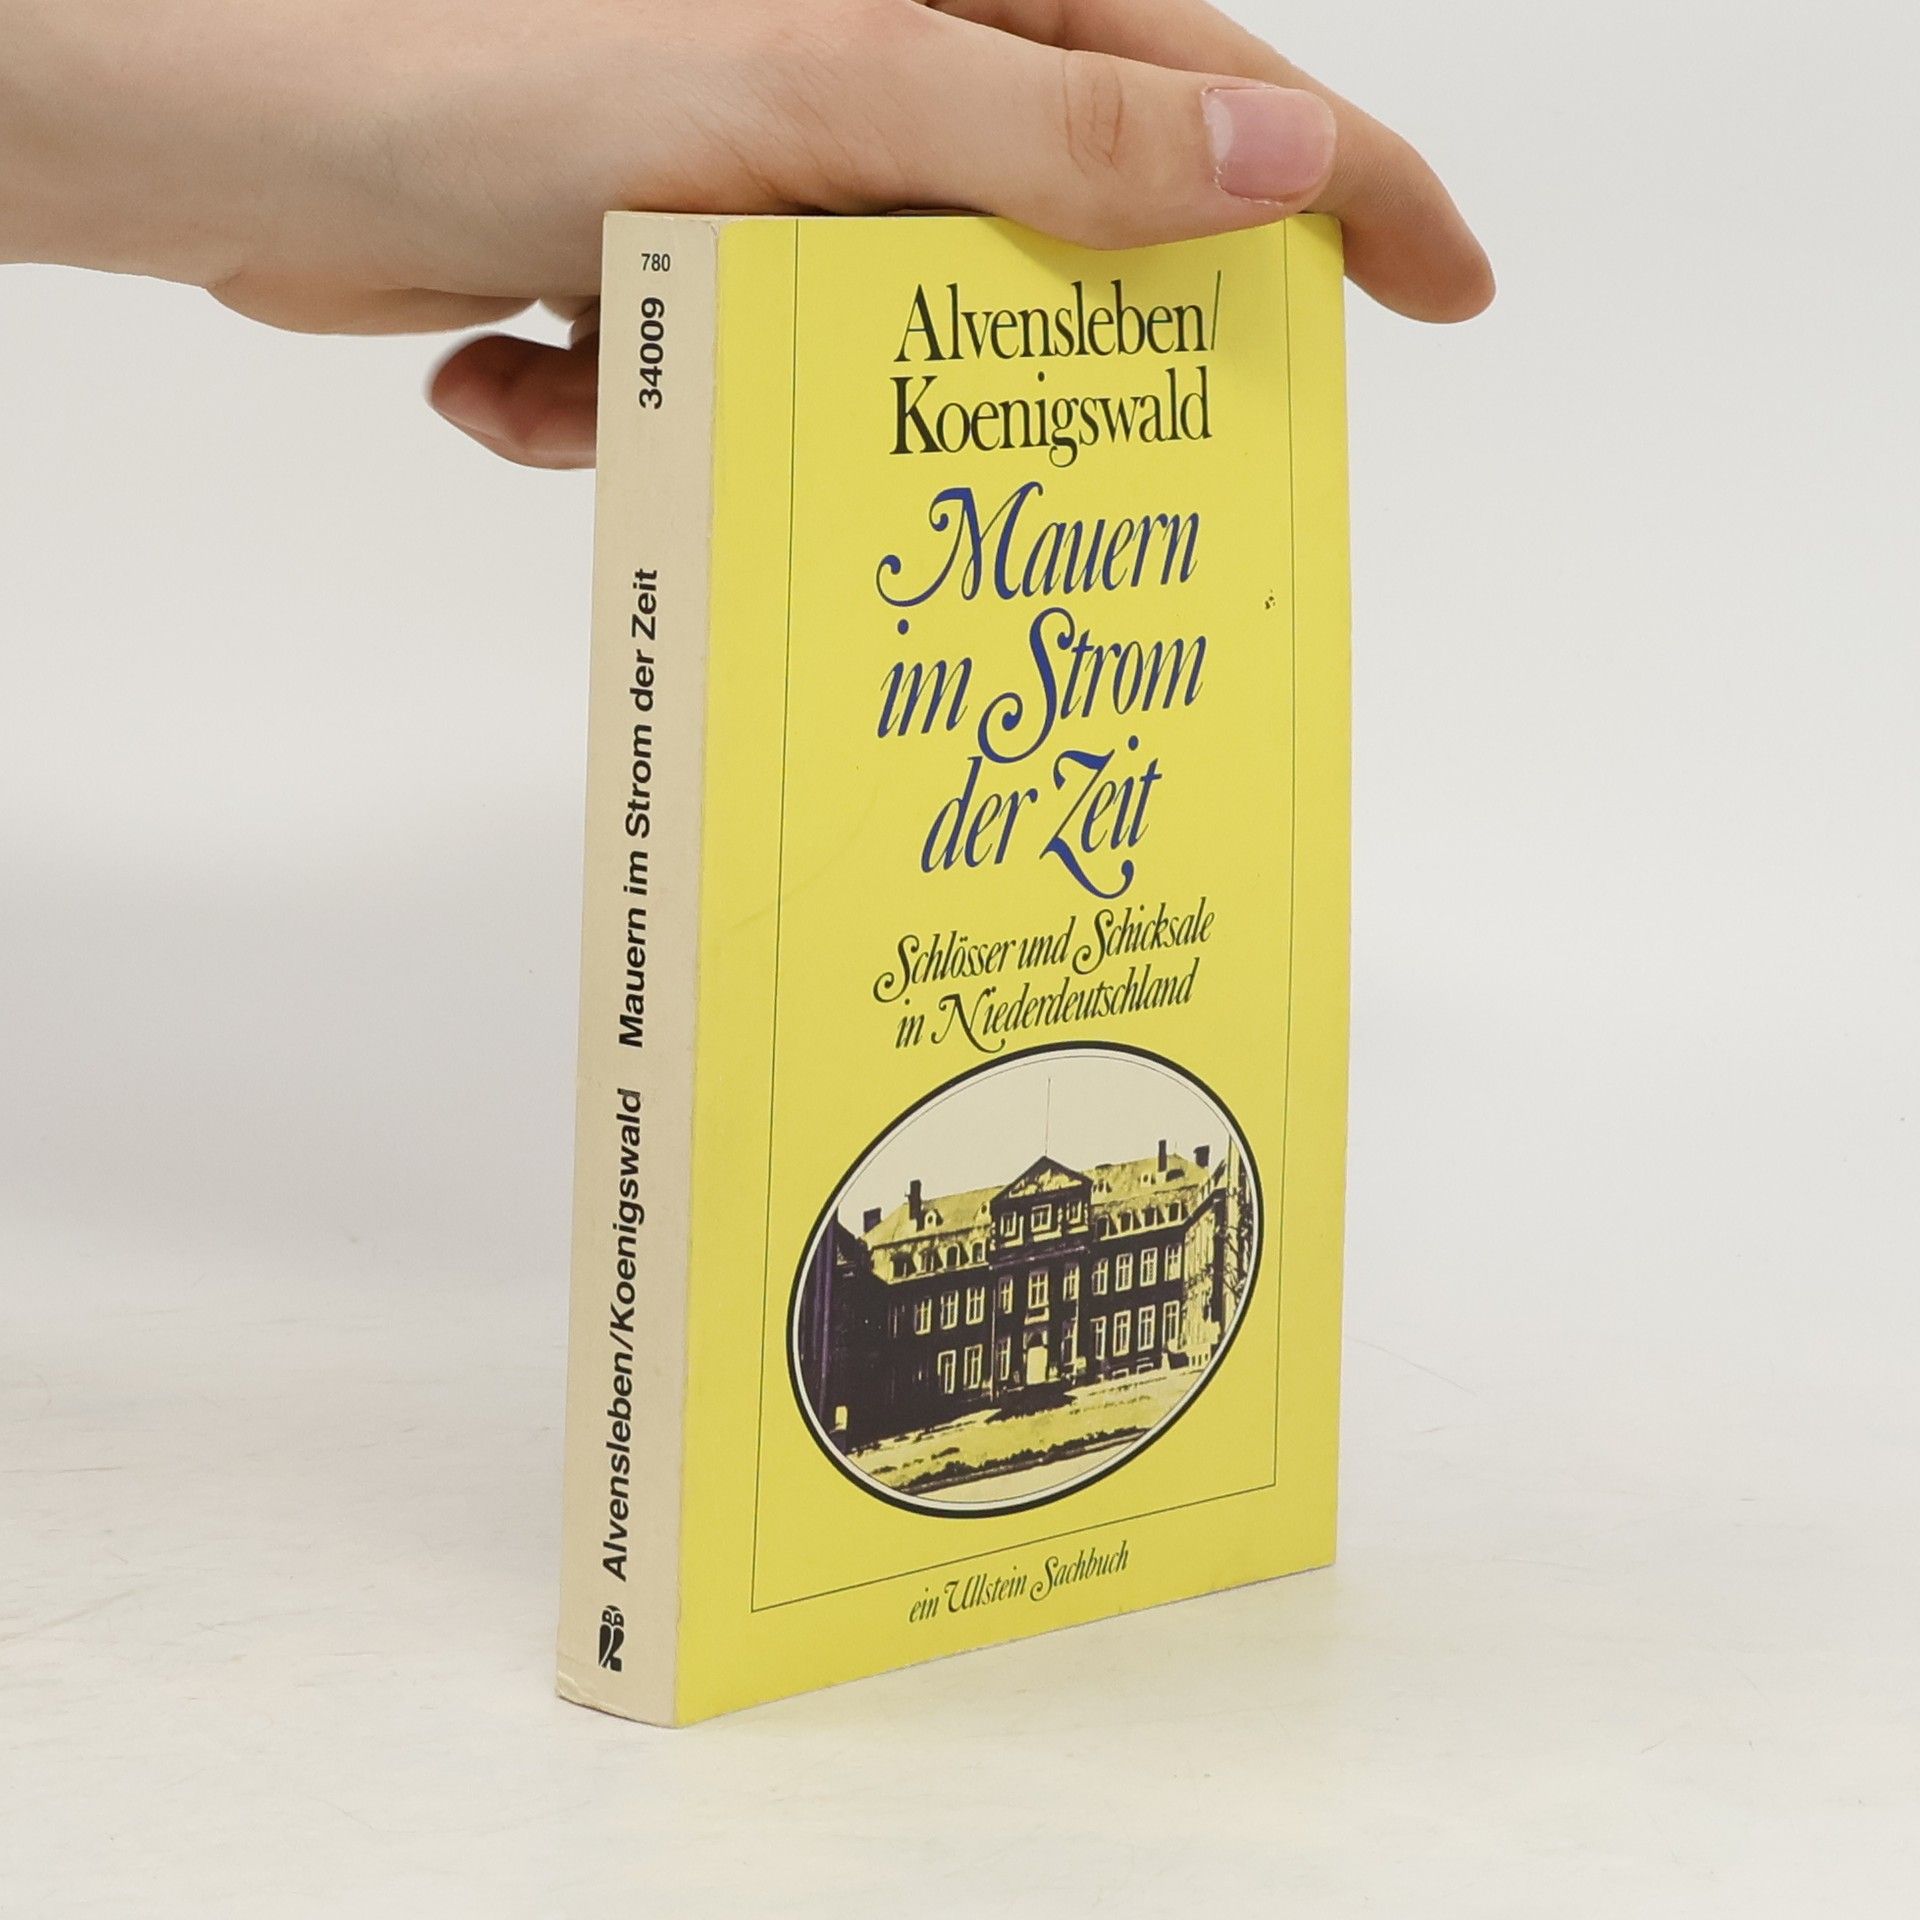 780
34009
Alvensleben/Koenigswald Mauern im Strom der Zeit
Alvensleben/
Koenigswald
Mauern
im Strom
der Zeit
Schlösser und Schicksale
in Niederdeutschland
ein Ullstein Sachbuch